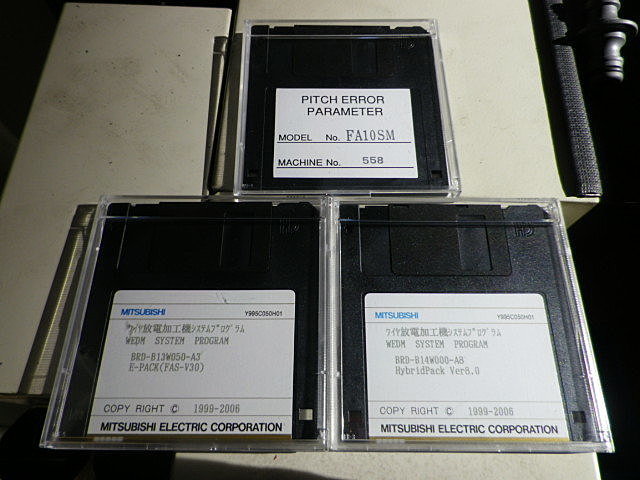 PITCH ERROR
PARAMETER
MODEL No. FA10SM
MACHINE No. 558
HD
MITSUBISHI Y995C050H01
ワイヤ放電加工機システムプログラム
WEDM SYSTEM PROGRAM
BRD-B13W050-A3
E-PACK(FAS-V30)
COPY RIGHT © 1999-2006
MITSUBISHI ELECTRIC CORPORATION
HD
MITSUBISHI Y995C050H01
ワイヤ放電加工機システムプログラム
WEDM SYSTEM PROGRAM
BRD-B14W000-A8
HybridPack Ver8.0
COPY RIGHT © 1999-2006
MITSUBISHI ELECTRIC CORPORATION